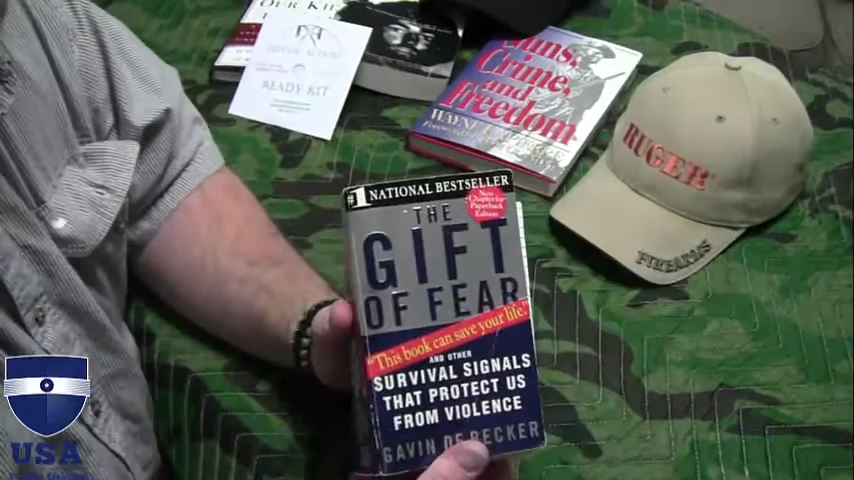 READY KIT
Guns,
Crime,
and
Freedom
WAYNE
RUGER
FIREARMS
#1 NATIONAL BESTSELLER
New
Chapter for
Paperback
Edition
THE
GIFT
OF FEAR
"This book can save your life."
AND OTHER
SURVIVAL SIGNALS
THAT PROTECT US
FROM VIOLENCE
GAVIN DE BECKER
USA